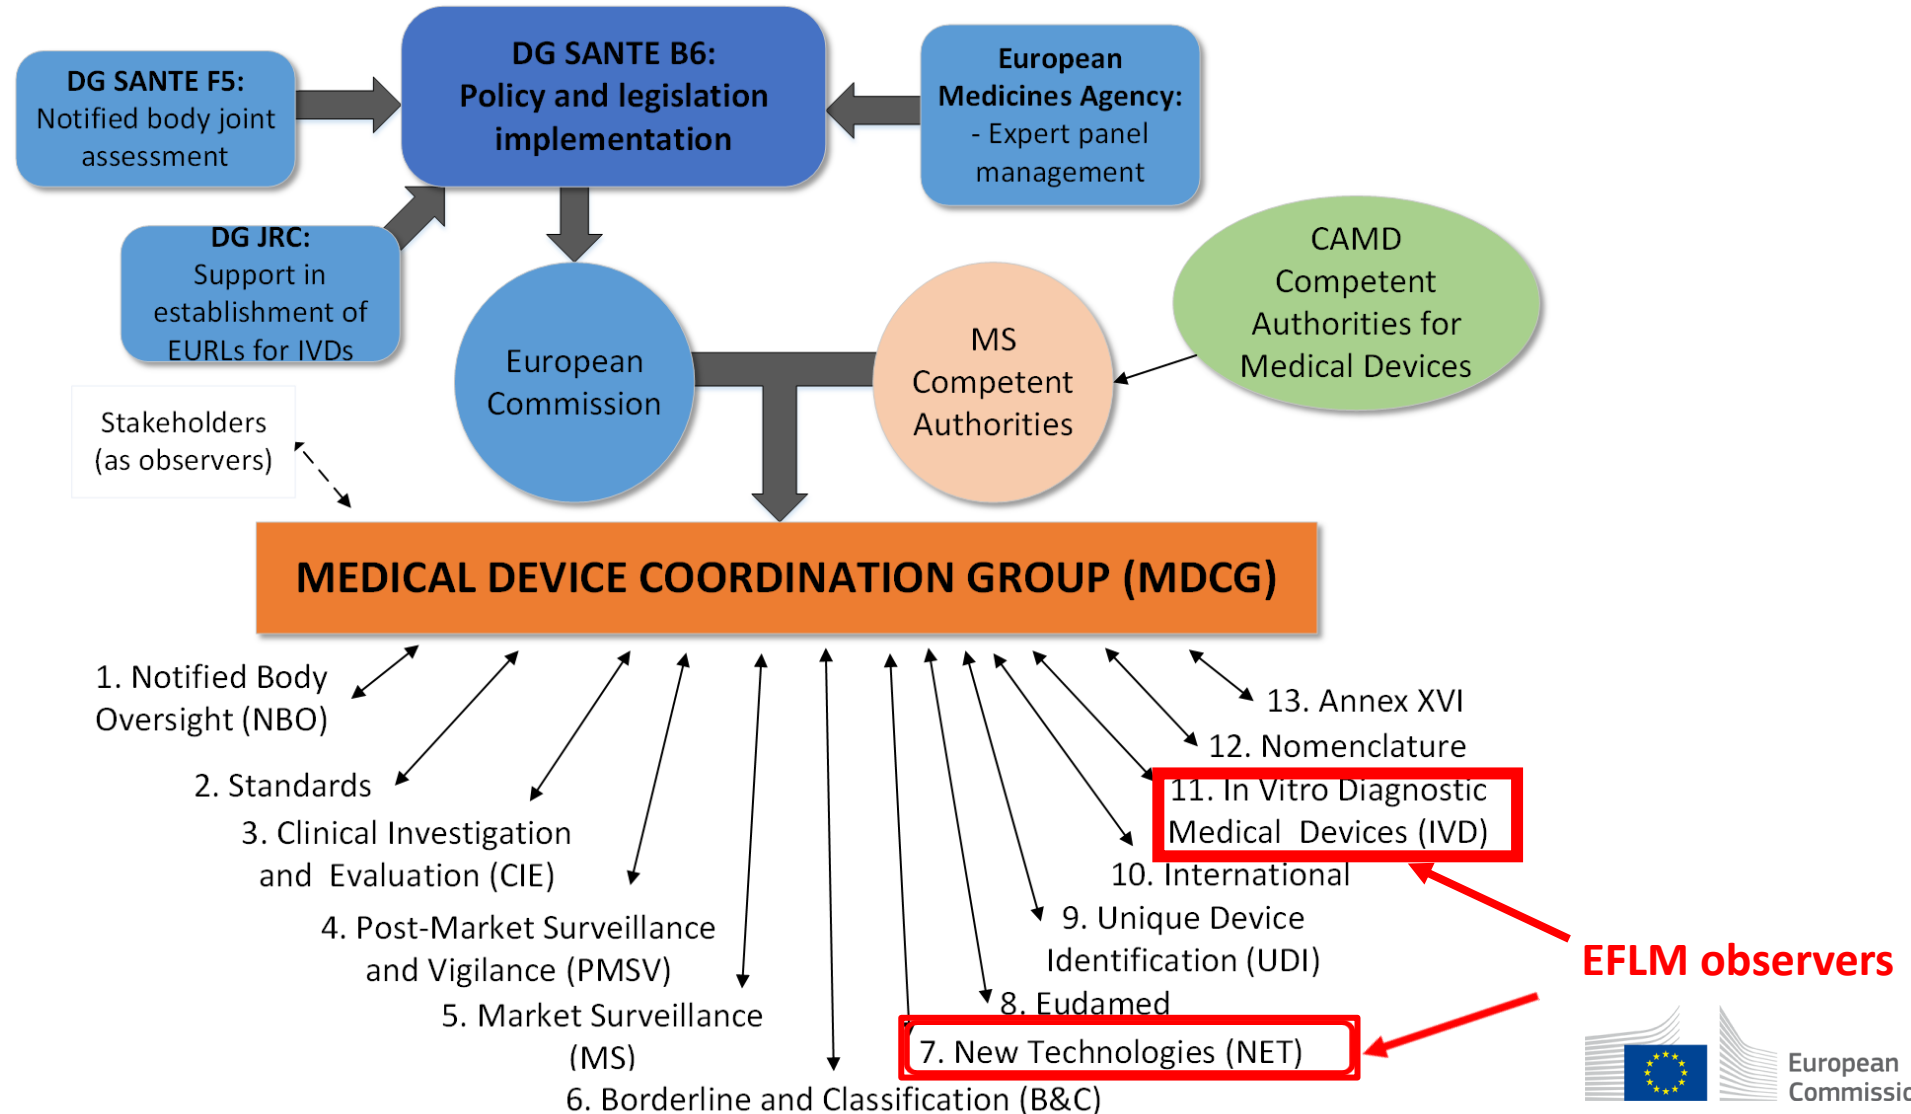 DG SANTE F5:
Notified body joint
assessment
DG SANTE B6:
Policy and legislation
implementation
European
Medicines Agency:
- Expert panel
management
DG JRC:
Support in
establishment of
EURLs for IVDs
CAMD
Competent
Authorities for
Medical Devices
European
Commission
MS
Competent
Authorities
Stakeholders
(as observers)
MEDICAL DEVICE COORDINATION GROUP (MDCG)
1. Notified Body
Oversight (NBO)
2. Standards
3. Clinical Investigation
and Evaluation (CIE)
4. Post-Market Surveillance
and Vigilance (PMSV)
5. Market Surveillance
(MS)
6. Borderline and Classification (B&C)
7. New Technologies (NET)
8. Eudamed
9. Unique Device
Identification (UDI)
10. International
11. In Vitro Diagnostic
Medical Devices (IVD)
12. Nomenclature
13. Annex XVI
EFLM observers
European
Commissio